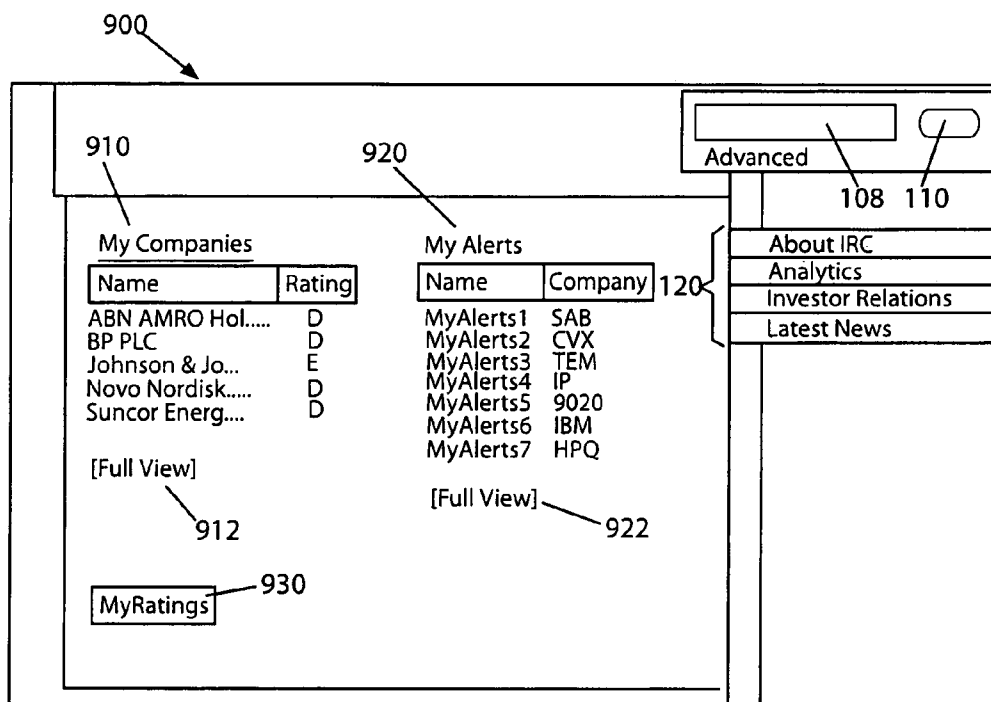 900
Advanced
108
110
910
920
My Companies
Name Rating
ABN AMRO Hol..... D
BP PLC D
Johnson & Jo... E
Novo Nordisk..... D
Suncor Energ.... D
[Full View]
912
My Alerts
Name Company
MyAlerts1 SAB
MyAlerts2 CVX
MyAlerts3 TEM
MyAlerts4 IP
MyAlerts5 9020
MyAlerts6 IBM
MyAlerts7 HPQ
[Full View]
922
120
About IRC
Analytics
Investor Relations
Latest News
MyRatings
930